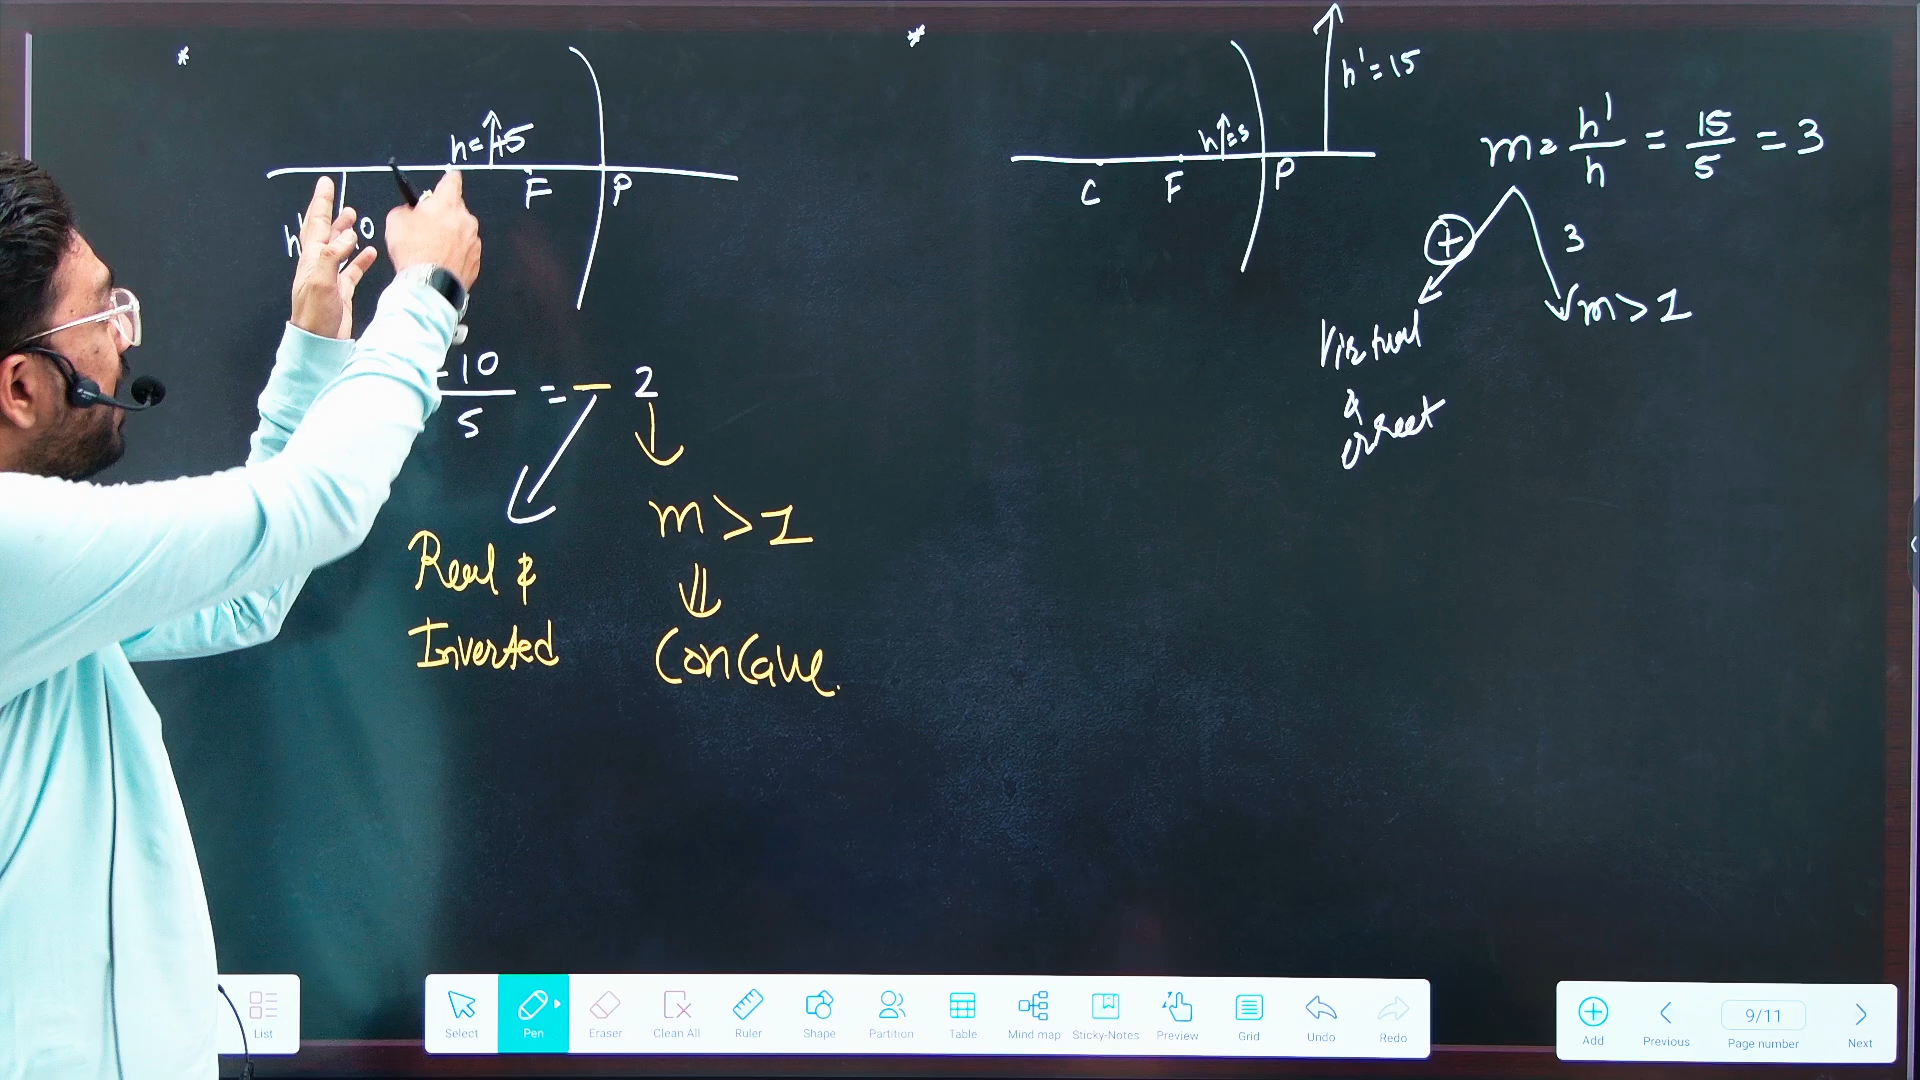 *
h=+5
F
P
h
10
-10
5
= - 2
Real &
Inverted
m>1
⇓
Concave.
*
h'=15
h=5
C
F
P
m= h'/h = 15/5 = 3
+
3
m>1
Virtual
&
erect
List
Select
Pen
Eraser
Clean All
Ruler
Shape
Partition
Table
Mind map
Sticky-Notes
Preview
Grid
Undo
Redo
Add
Previous
9/11
Page number
Next